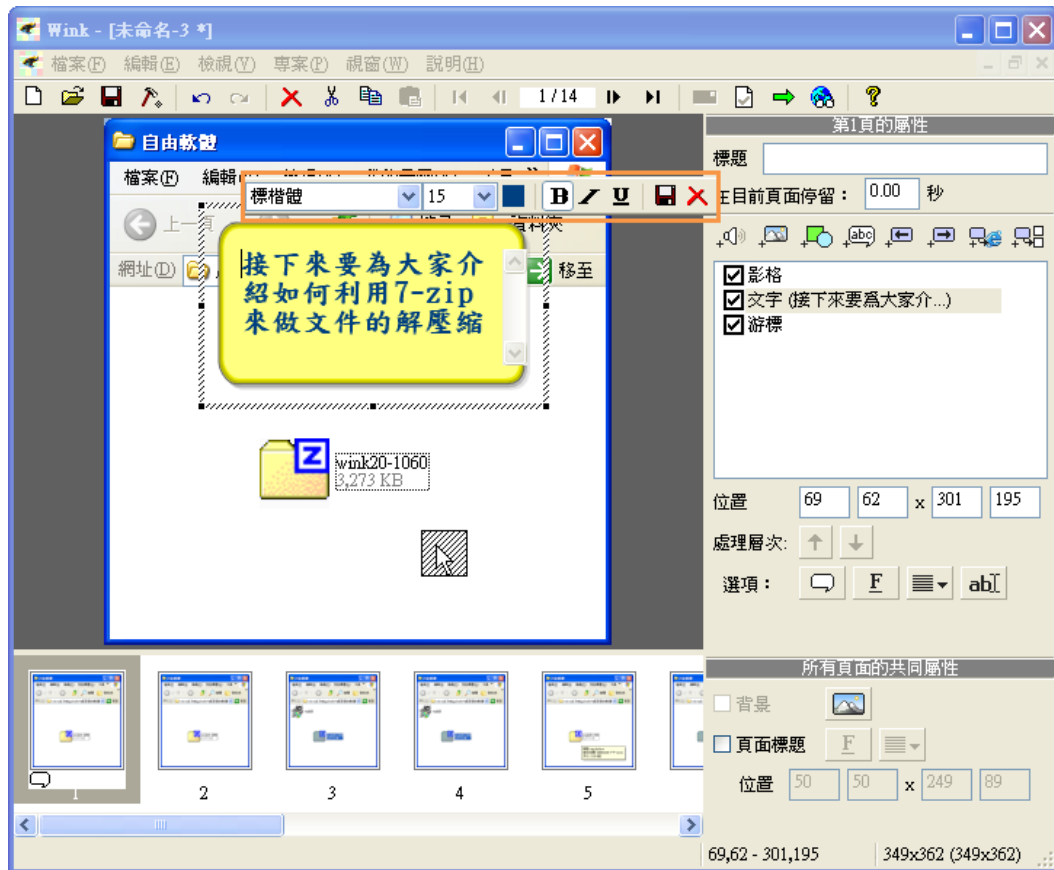 Wink - [未命名-3 *]
檔案(F) 編輯(E) 檢視(V) 專案(P) 視窗(W) 說明(H)
1/14
第1頁的屬性
自由軟體
標題
檔案(F) 編輯
標楷體 15 B U
在目前頁面停留： 0.00 秒
上一頁 資料夾
網址(D) 移至
接下來要為大家介
紹如何利用7-zip
來做文件的解壓縮
影格
文字 (接下來要爲大家介...)
游標
wink20-1060
3,273 KB
位置 69 62 x 301 195
處理層次:
選項： F abI
所有頁面的共同屬性
背景
頁面標題 F
位置 50 50 x 249 89
1 2 3 4 5
69,62 - 301,195 349x362 (349x362)